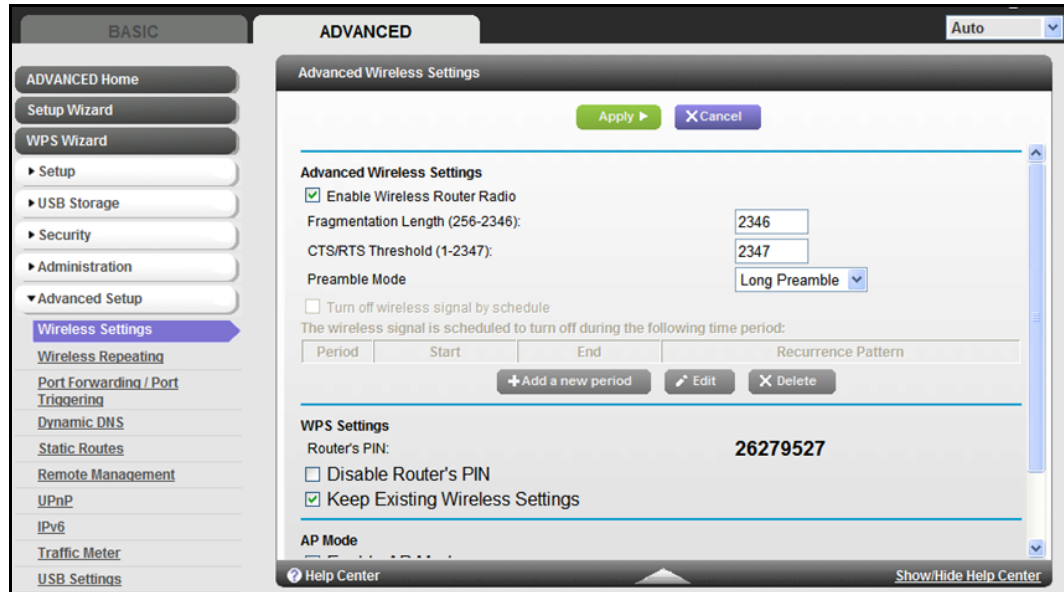 BASIC
ADVANCED
Auto
ADVANCED Home
Setup Wizard
WPS Wizard
Setup
USB Storage
Security
Administration
Advanced Setup
Wireless Settings
Wireless Repeating
Port Forwarding / Port
Triggering
Dynamic DNS
Static Routes
Remote Management
UPnP
IPv6
Traffic Meter
USB Settings
Advanced Wireless Settings
Apply
Cancel
Advanced Wireless Settings
Enable Wireless Router Radio
Fragmentation Length (256-2346): 2346
CTS/RTS Threshold (1-2347): 2347
Preamble Mode Long Preamble
Turn off wireless signal by schedule
The wireless signal is scheduled to turn off during the following time period:
Period Start End Recurrence Pattern
Add a new period Edit Delete
WPS Settings
Router's PIN: 26279527
Disable Router's PIN
Keep Existing Wireless Settings
AP Mode
Help Center
Show/Hide Help Center